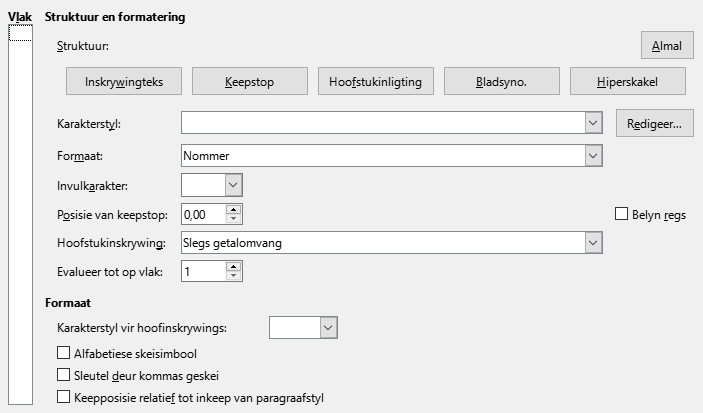 Vlak
Struktuur en formatering
Struktuur:
Almal
Inskrywingteks
Keepstop
Hoofstukinligting
Bladsyno.
Hiperskakel
Karakterstyl:
Redigeer...
Formaat:
Nommer
Invulkarakter:
Posisie van keepstop:
0,00
Belyn regs
Hoofstukinskrywing:
Slegs getalomvang
Evalueer tot op vlak:
1
Formaat
Karakterstyl vir hoofinskrywings:
Alfabetiese skeisimbool
Sleutel deur kommas geskei
Keepposisie relatief tot inkeep van paragraafstyl